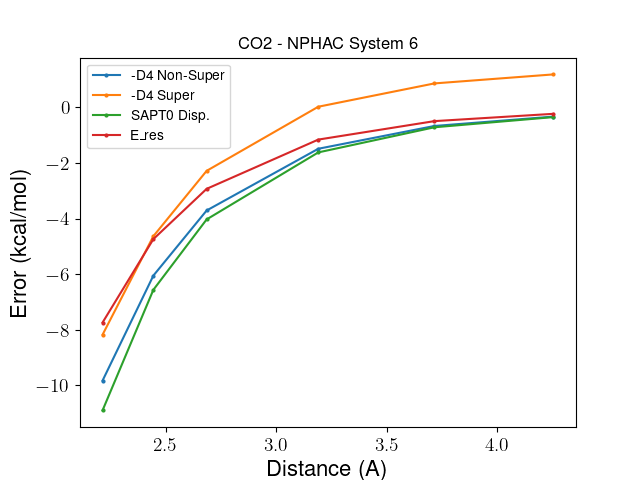 CO2 - NPHAC System 6
-D4 Non-Super
-D4 Super
SAPT0 Disp.
E_res
Error (kcal/mol)
0
−2
−4
−6
−8
−10
2.5 3.0 3.5 4.0
Distance (A)